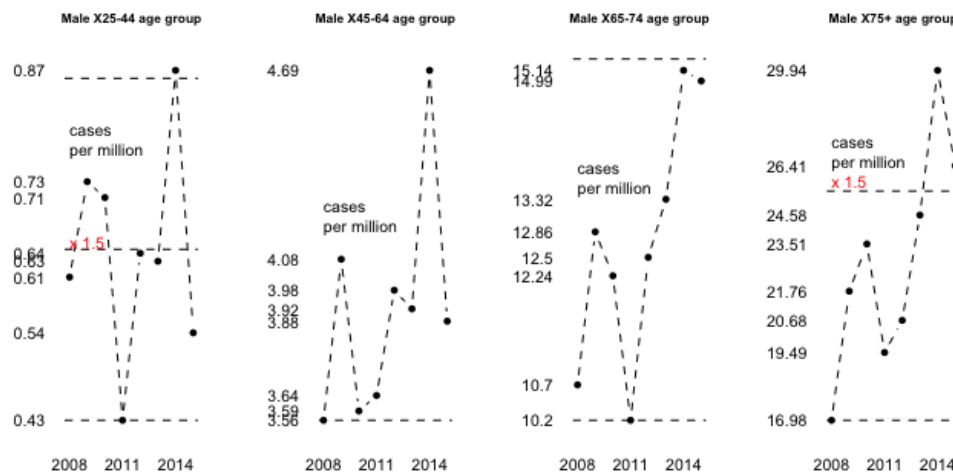 Male X25-44 age group
0.87
cases
per million
0.73
0.71
x 1.5
0.64
0.63
0.61
0.54
0.43
2008 2011 2014
Male X45-64 age group
4.69
cases
per million
4.08
3.98
3.92
3.88
3.64
3.59
3.56
2008 2011 2014
Male X65-74 age group
15.14
14.99
cases
per million
13.32
12.86
12.5
12.24
10.7
10.2
2008 2011 2014
Male X75+ age group
29.94
cases
per million
26.41
x 1.5
24.58
23.51
21.76
20.68
19.49
16.98
2008 2011 2014